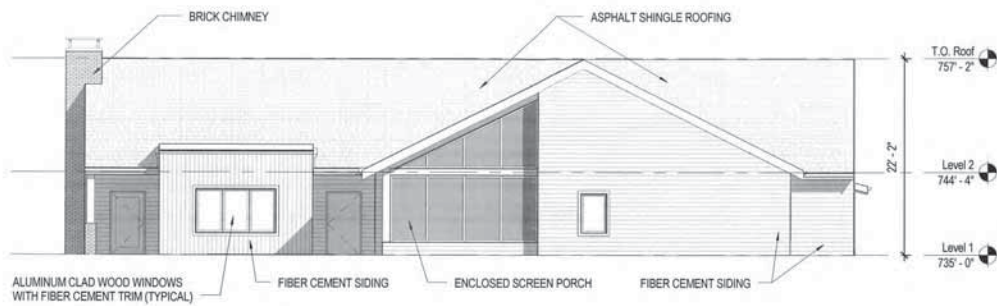 BRICK CHIMNEY
ASPHALT SHINGLE ROOFING
T.O. Roof
757' - 2"
22' - 2"
Level 2
744' - 4"
Level 1
735' - 0"
ALUMINUM CLAD WOOD WINDOWS
WITH FIBER CEMENT TRIM (TYPICAL)
FIBER CEMENT SIDING
ENCLOSED SCREEN PORCH
FIBER CEMENT SIDING